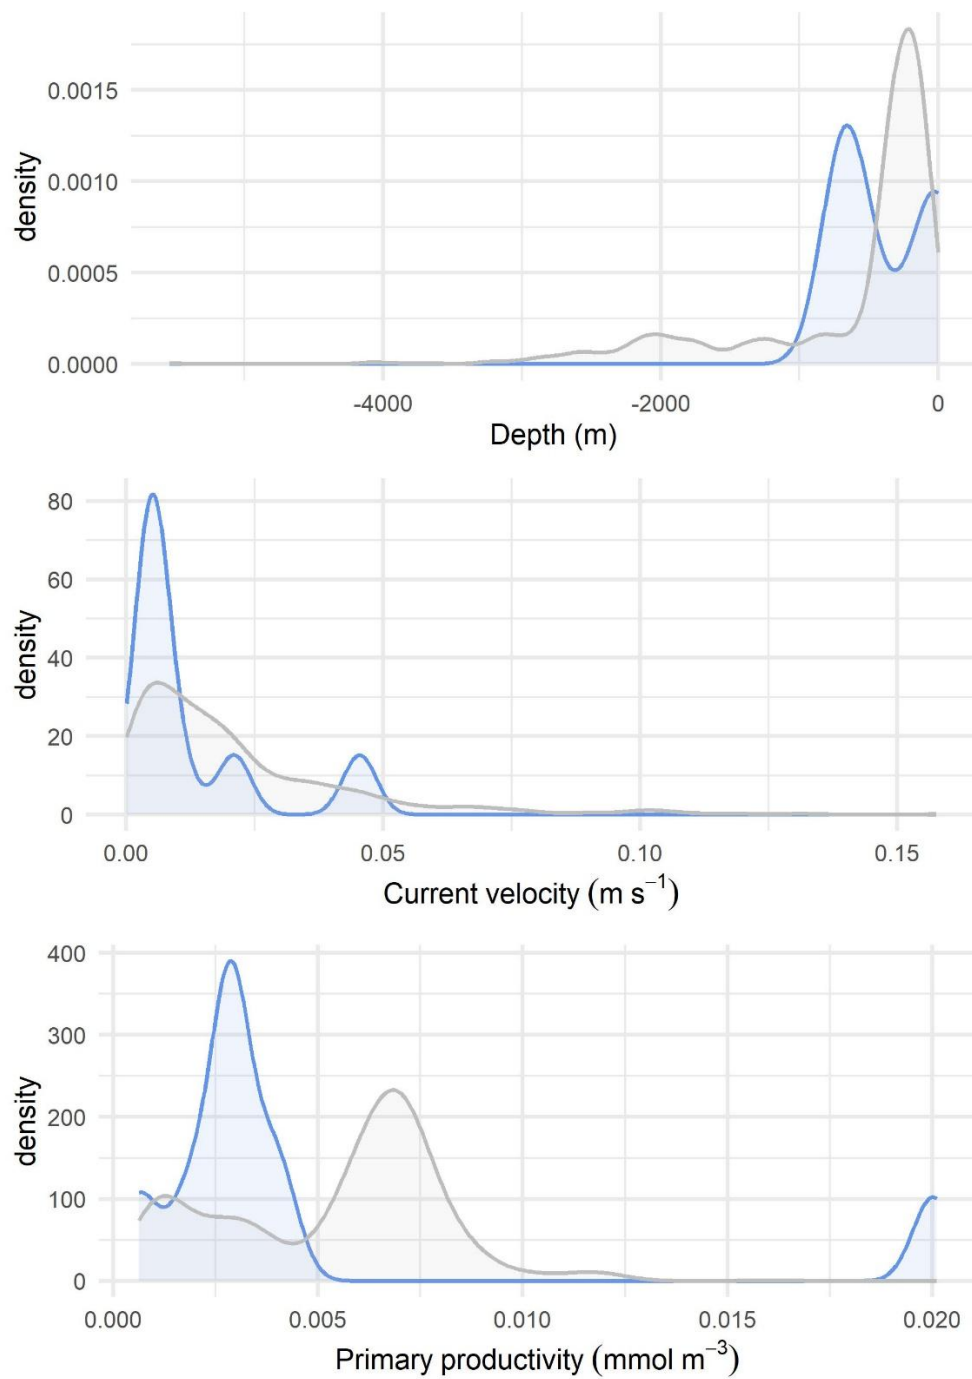 density
0.0015
0.0010
0.0005
0.0000
-4000 -2000 0
Depth (m)
density
80
60
40
20
0
0.00 0.05 0.10 0.15
Current velocity (m s⁻¹)
density
400
300
200
100
0
0.000 0.005 0.010 0.015 0.020
Primary productivity (mmol m⁻³)